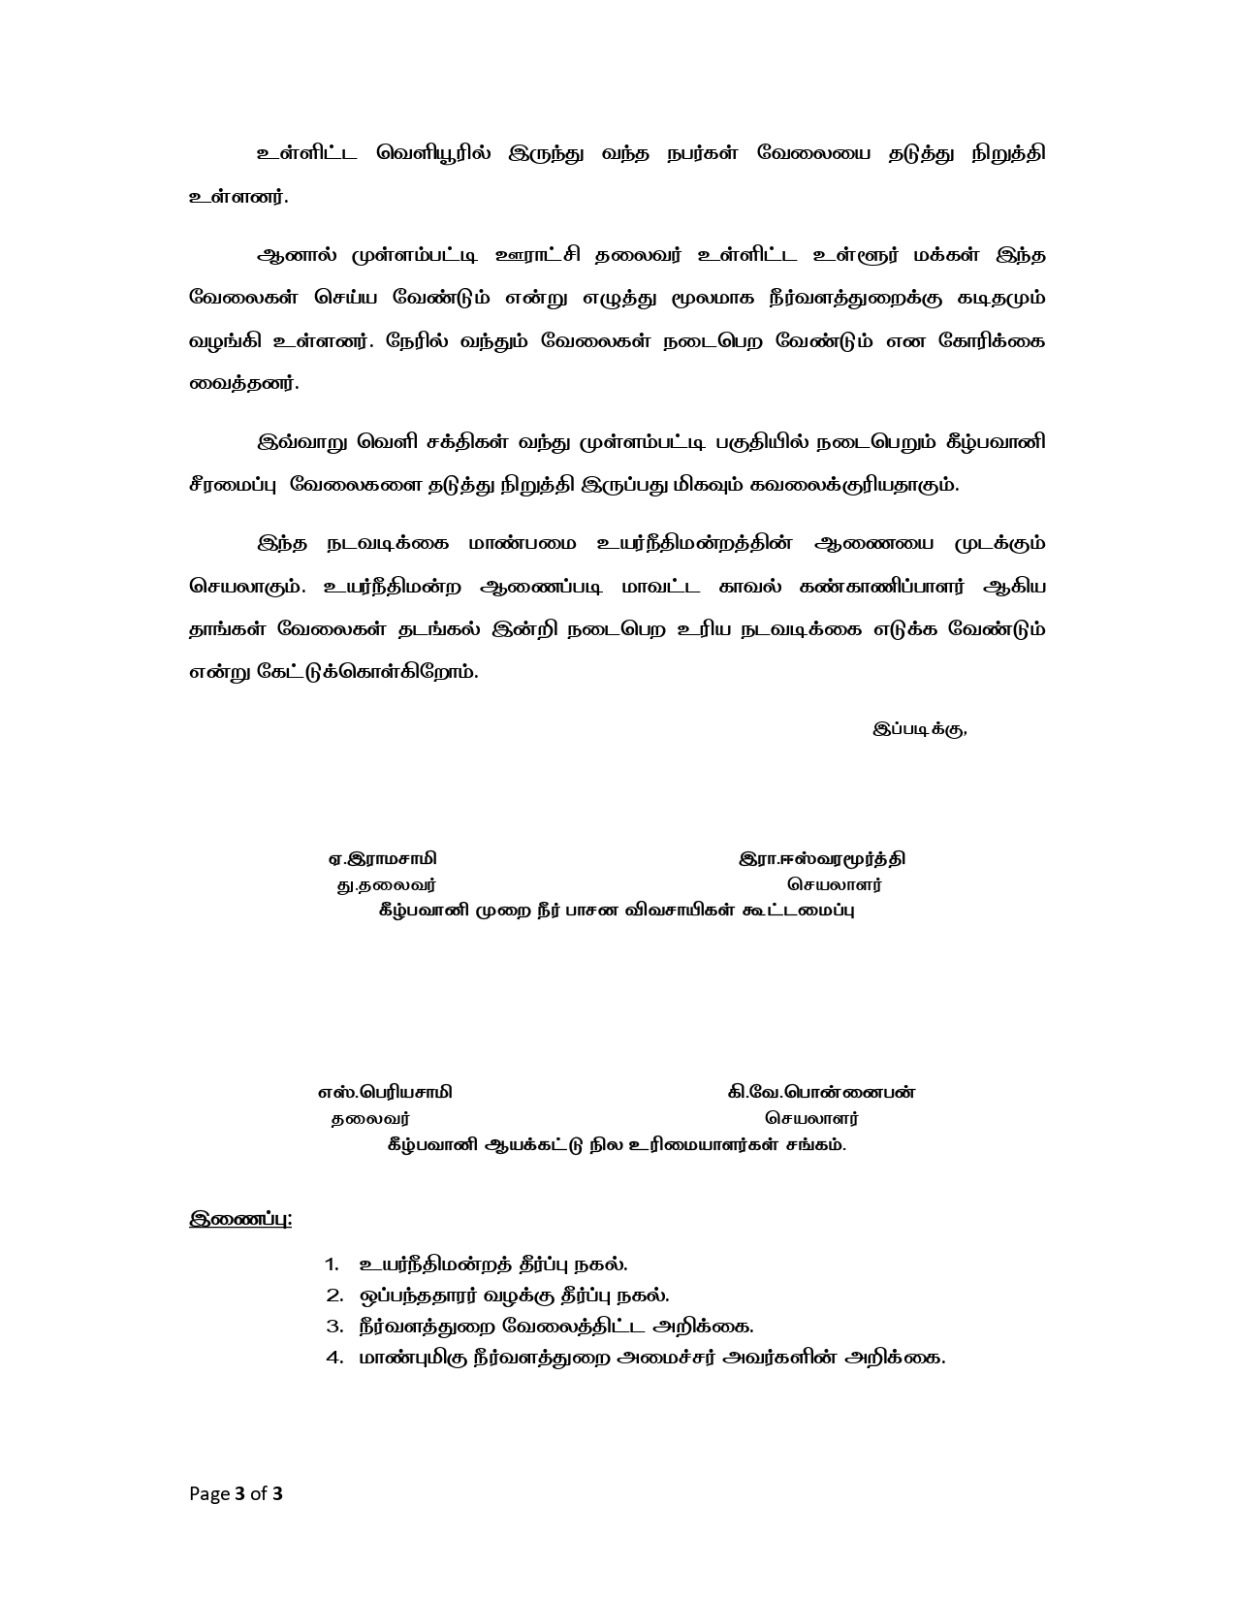 உள்ளிட்ட வெளியூரில் இருந்து வந்த நபர்கள் வேலையை தடுத்து நிறுத்தி
உள்ளனர்.
ஆனால் முள்ளம்பட்டி ஊராட்சி தலைவர் உள்ளிட்ட உள்ளூர் மக்கள் இந்த
வேலைகள் செய்ய வேண்டும் என்று எழுத்து மூலமாக நீர்வளத்துறைக்கு கடிதமும்
வழங்கி உள்ளனர். நேரில் வந்தும் வேலைகள் நடைபெற வேண்டும் என கோரிக்கை
வைத்தனர்.
இவ்வாறு வெளி சக்திகள் வந்து முள்ளம்பட்டி பகுதியில் நடைபெறும் கீழ்பவானி
சீரமைப்பு வேலைகளை தடுத்து நிறுத்தி இருப்பது மிகவும் கவலைக்குரியதாகும்.
இந்த நடவடிக்கை மாண்பமை உயர்நீதிமன்றத்தின் ஆணையை முடக்கும்
செயலாகும். உயர்நீதிமன்ற ஆணைப்படி மாவட்ட காவல் கண்காணிப்பாளர் ஆகிய
தாங்கள் வேலைகள் தடங்கல் இன்றி நடைபெற உரிய நடவடிக்கை எடுக்க வேண்டும்
என்று கேட்டுக்கொள்கிறோம்.
இப்படிக்கு,
ஏ.இராமசாமி இரா.ஈஸ்வரமூர்த்தி
து.தலைவர் செயலாளர்
கீழ்பவானி முறை நீர் பாசன விவசாயிகள் கூட்டமைப்பு
எஸ்.பெரியசாமி கி.வே.பொன்னையன்
தலைவர் செயலாளர்
கீழ்பவானி ஆயக்கட்டு நில உரிமையாளர்கள் சங்கம்.
இணைப்பு:
1. உயர்நீதிமன்றத் தீர்ப்பு நகல்.
2. ஒப்பந்ததாரர் வழக்கு தீர்ப்பு நகல்.
3. நீர்வளத்துறை வேலைத்திட்ட அறிக்கை.
4. மாண்புமிகு நீர்வளத்துறை அமைச்சர் அவர்களின் அறிக்கை.
Page 3 of 3